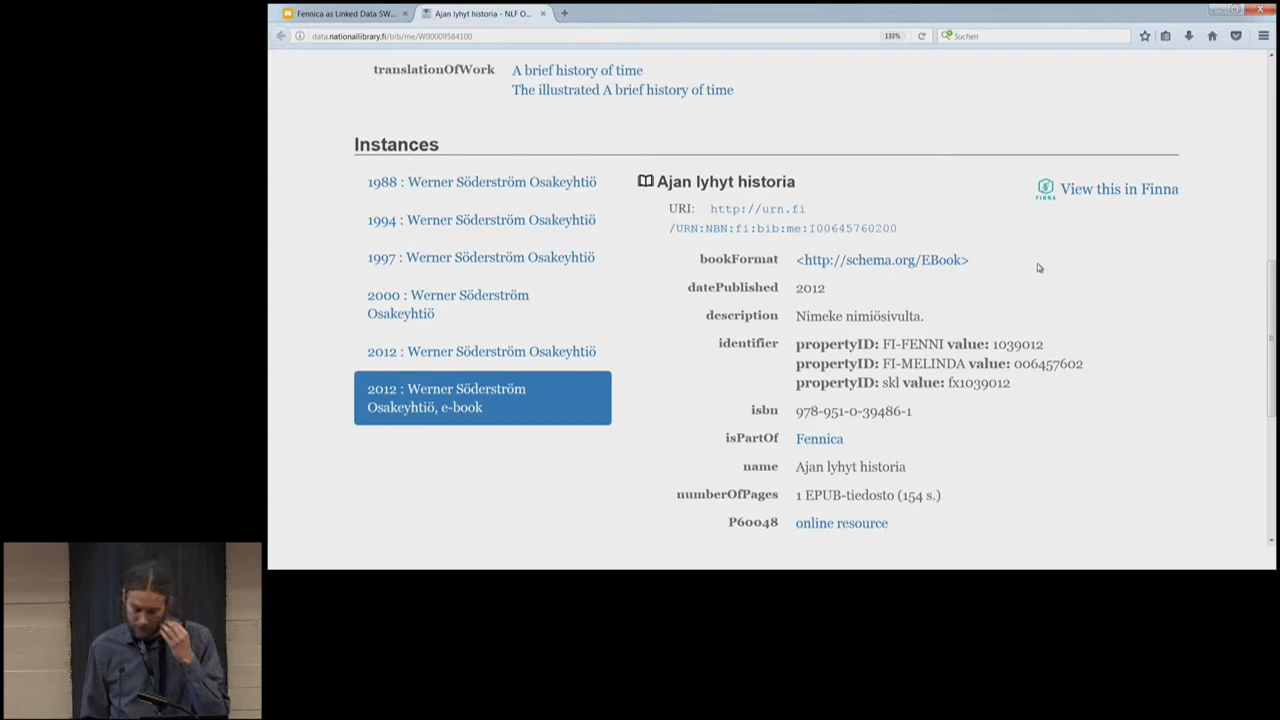 Fennica as Linked Data SW...
Ajan lyhyt historia - NLF O...
data.nationallibrary.fi/bib/me/W00009584100
133%
Suchen
translationOfWork
A brief history of time
The illustrated A brief history of time
Instances
1988 : Werner Söderström Osakeyhtiö
1994 : Werner Söderström Osakeyhtiö
1997 : Werner Söderström Osakeyhtiö
2000 : Werner Söderström
Osakeyhtiö
2012 : Werner Söderström Osakeyhtiö
2012 : Werner Söderström
Osakeyhtiö, e-book
Ajan lyhyt historia
FINNA
View this in Finna
URI: http://urn.fi
/URN:NBN:fi:bib:me:I00645760200
bookFormat <http://schema.org/EBook>
datePublished 2012
description Nimeke nimiösivulta.
identifier propertyID: FI-FENNI value: 1039012
propertyID: FI-MELINDA value: 006457602
propertyID: skl value: fx1039012
isbn 978-951-0-39486-1
isPartOf Fennica
name Ajan lyhyt historia
numberOfPages 1 EPUB-tiedosto (154 s.)
P60048 online resource